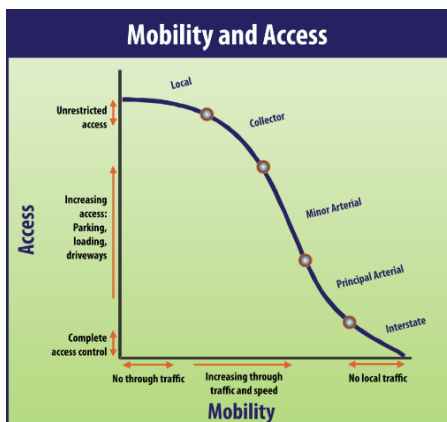 Mobility and Access
Local
Unrestricted
access
Collector
Increasing
access:
Parking,
loading,
driveways
Access
Minor Arterial
Principal Arterial
Interstate
Complete
access control
No through traffic
Increasing through
traffic and speed
No local traffic
Mobility